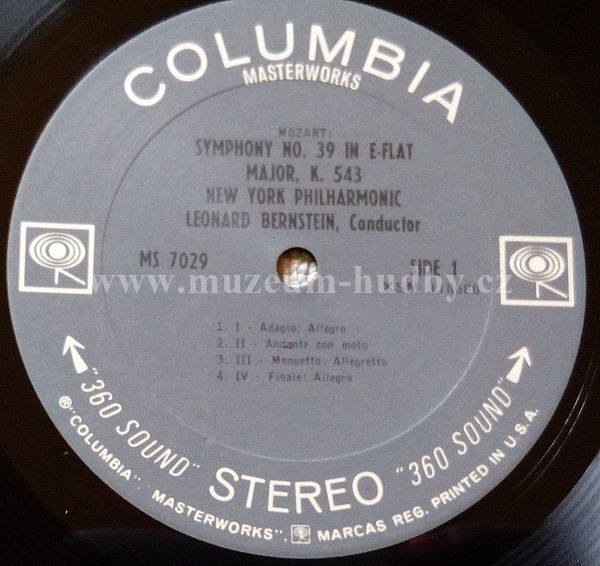 COLUMBIA
MASTERWORKS
MOZART:
SYMPHONY NO. 39 IN E-FLAT
MAJOR, K. 543
NEW YORK PHILHARMONIC
LEONARD BERNSTEIN, Conductor
MS 7029
SIDE 1
www.muzeum-hudby.cz
1. I - Adagio; Allegro
2. II - Andante con moto
3. III - Menuetto: Allegretto
4. IV - Finale: Allegro
"360 SOUND" STEREO "360 SOUND"
℗"COLUMBIA", MASTERWORKS", MARCAS REG. PRINTED IN U.S.A.